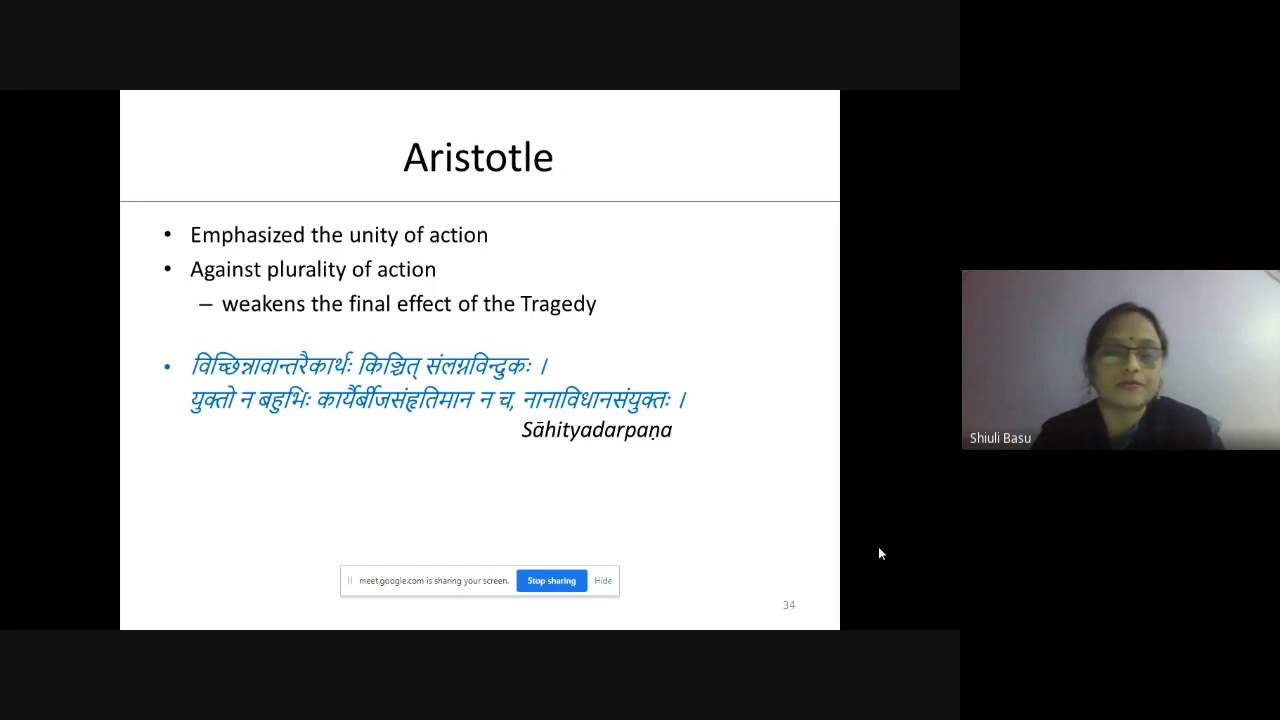 Aristotle
• Emphasized the unity of action
• Against plurality of action
– weakens the final effect of the Tragedy
• विच्छिन्नावान्तरैकार्थः किञ्चित् संलग्नविन्दुकः ।
युक्तो न बहुभिः कार्यैर्बीजसंहृतिमान न च, नानाविधानसंयुक्तः ।
Sāhityadarpaṇa
meet.google.com is sharing your screen. Stop sharing Hide
34
Shiuli Basu